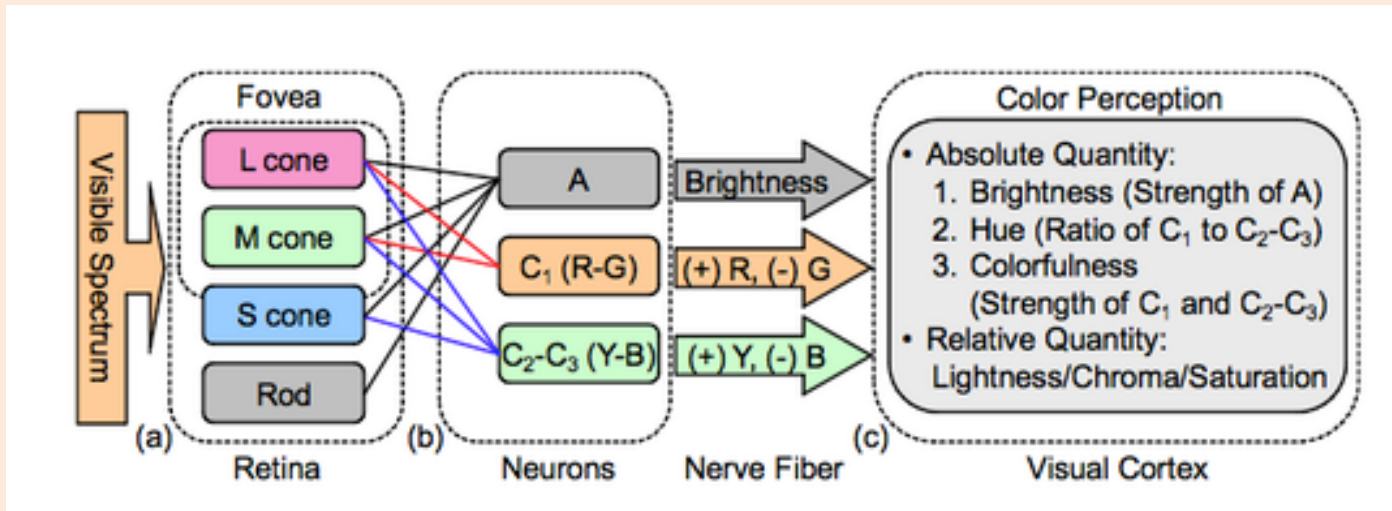 Visible Spectrum
Fovea
L cone
M cone
S cone
Rod
(a)
Retina
A
C₁ (R-G)
C₂-C₃ (Y-B)
(b)
Neurons
Brightness
(+) R, (-) G
(+) Y, (-) B
Nerve Fiber
(c)
Color Perception
• Absolute Quantity:
1. Brightness (Strength of A)
2. Hue (Ratio of C₁ to C₂-C₃)
3. Colorfulness
(Strength of C₁ and C₂-C₃)
• Relative Quantity:
Lightness/Chroma/Saturation
Visual Cortex